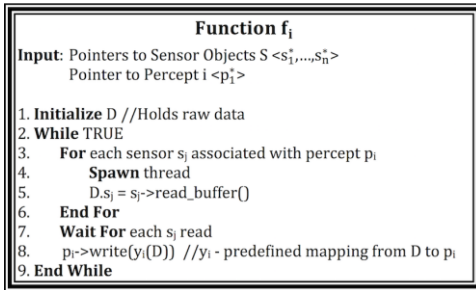 Function fᵢ
Input: Pointers to Sensor Objects S <s₁*,...,sₙ*>
Pointer to Percept i <p₁*>
1. Initialize D //Holds raw data
2. While TRUE
3. For each sensor sⱼ associated with percept pᵢ
4. Spawn thread
5. D.sⱼ = sⱼ->read_buffer()
6. End For
7. Wait For each sⱼ read
8. pᵢ->write(yᵢ(D)) //yᵢ - predefined mapping from D to pᵢ
9. End While